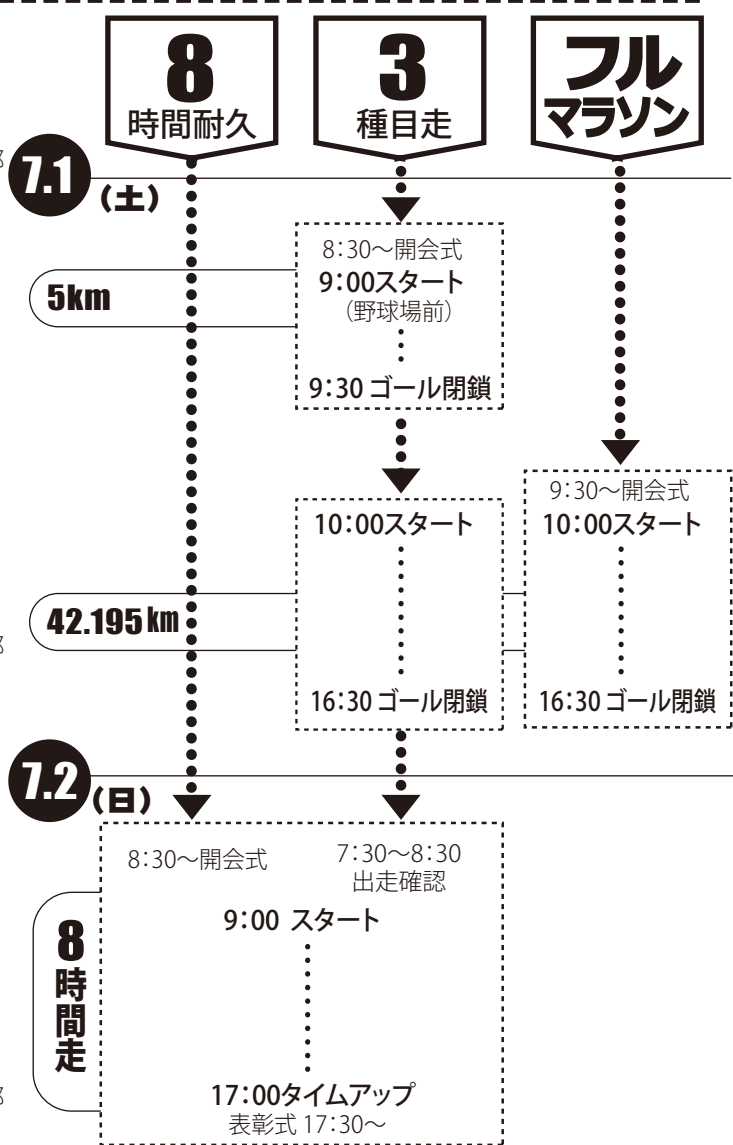 8
時間耐久
3
種目走
フル
マラソン
7.1
(土)
8:30〜開会式
9:00スタート
(野球場前)
5km
9:30 ゴール閉鎖
9:30〜開会式
10:00スタート
10:00スタート
42.195km
16:30 ゴール閉鎖
16:30 ゴール閉鎖
7.2
(日)
8:30〜開会式
7:30〜8:30
出走確認
9:00 スタート
8時間走
17:00タイムアップ
表彰式 17:30〜